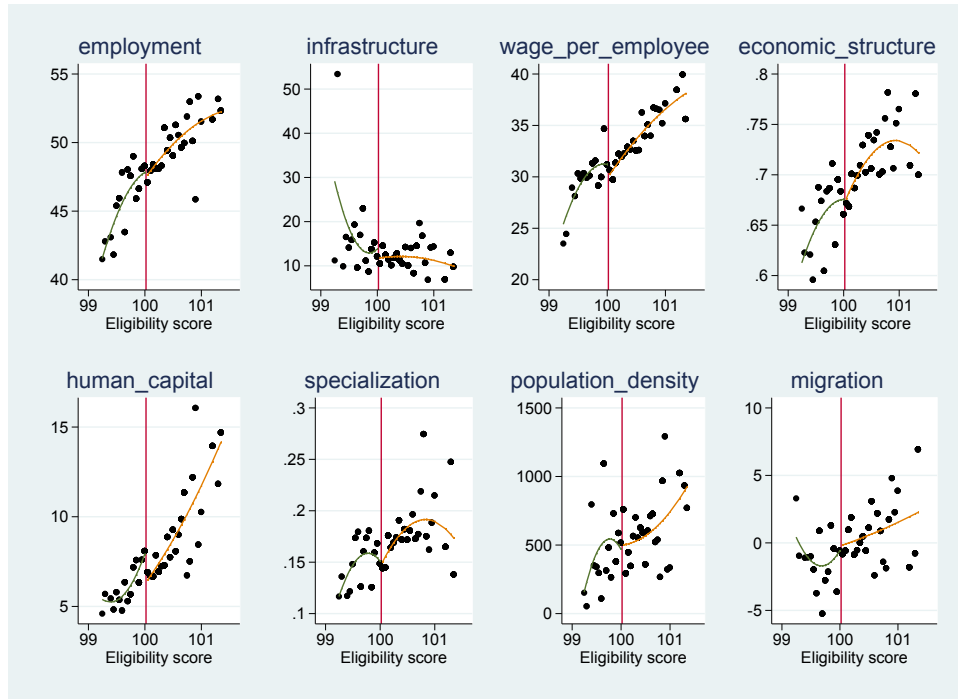 employment
55
50
45
40
99 100 101
Eligibility score
infrastructure
50
40
30
20
10
99 100 101
Eligibility score
wage_per_employee
40
35
30
25
20
99 100 101
Eligibility score
economic_structure
.8
.75
.7
.65
.6
99 100 101
Eligibility score
human_capital
15
10
5
99 100 101
Eligibility score
specialization
.3
.25
.2
.15
.1
99 100 101
Eligibility score
population_density
1500
1000
500
0
99 100 101
Eligibility score
migration
10
5
0
-5
99 100 101
Eligibility score